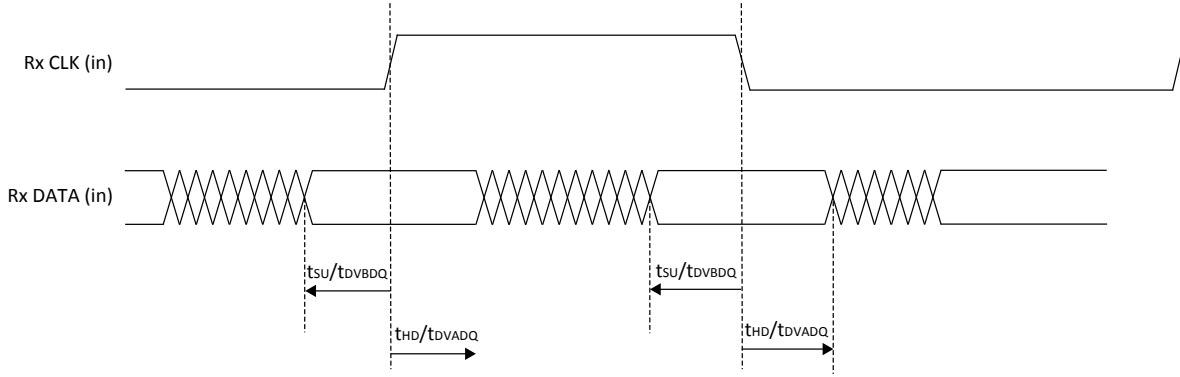 Rx CLK (in)
Rx DATA (in)
tSU/tDVBDQ
tSU/tDVBDQ
tHD/tDVADQ
tHD/tDVADQ